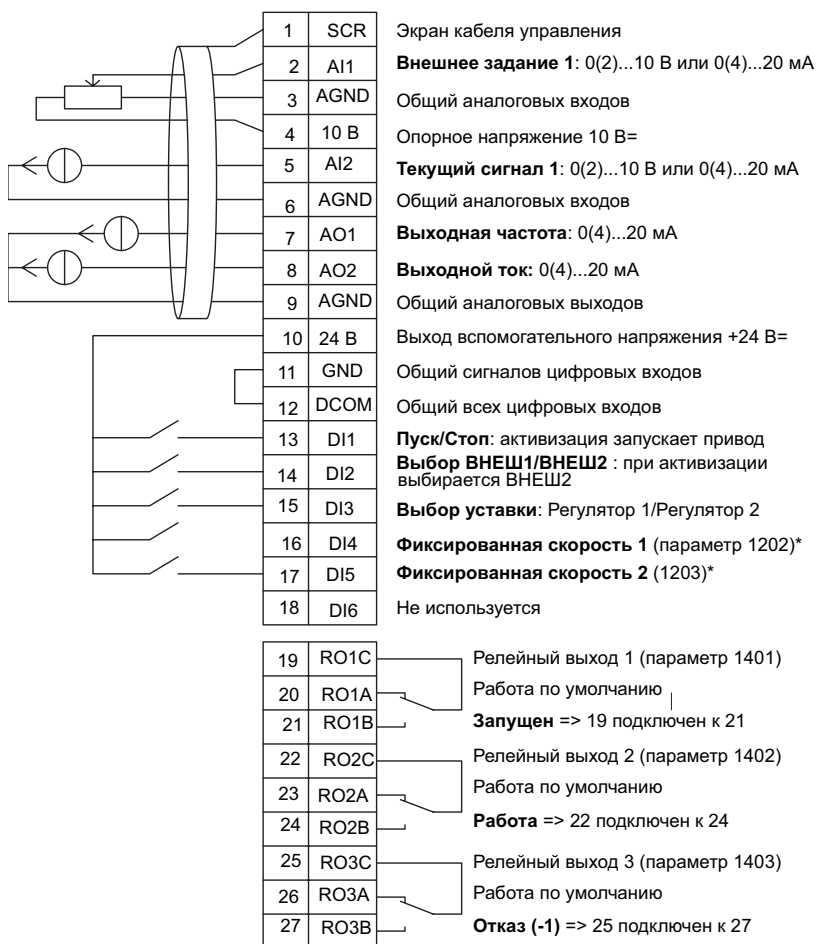 1 SCR Экран кабеля управления
2 AI1 Внешнее задание 1: 0(2)...10 В или 0(4)...20 мА
3 AGND Общий аналоговых входов
4 10 В Опорное напряжение 10 В=
5 AI2 Текущий сигнал 1: 0(2)...10 В или 0(4)...20 мА
6 AGND Общий аналоговых входов
7 AO1 Выходная частота: 0(4)...20 мА
8 AO2 Выходной ток: 0(4)...20 мА
9 AGND Общий аналоговых выходов
10 24 В Выход вспомогательного напряжения +24 В=
11 GND Общий сигналов цифровых входов
12 DCOM Общий всех цифровых входов
13 DI1 Пуск/Стоп: активизация запускает привод
14 DI2 Выбор ВНЕШ1/ВНЕШ2 : при активизации
выбирается ВНЕШ2
15 DI3 Выбор уставки: Регулятор 1/Регулятор 2
16 DI4 Фиксированная скорость 1 (параметр 1202)*
17 DI5 Фиксированная скорость 2 (1203)*
18 DI6 Не используется
19 RO1C Релейный выход 1 (параметр 1401)
20 RO1A Работа по умолчанию
21 RO1B Запущен => 19 подключен к 21
22 RO2C Релейный выход 2 (параметр 1402)
23 RO2A Работа по умолчанию
24 RO2B Работа => 22 подключен к 24
25 RO3C Релейный выход 3 (параметр 1403)
26 RO3A Работа по умолчанию
27 RO3B Отказ (-1) => 25 подключен к 27